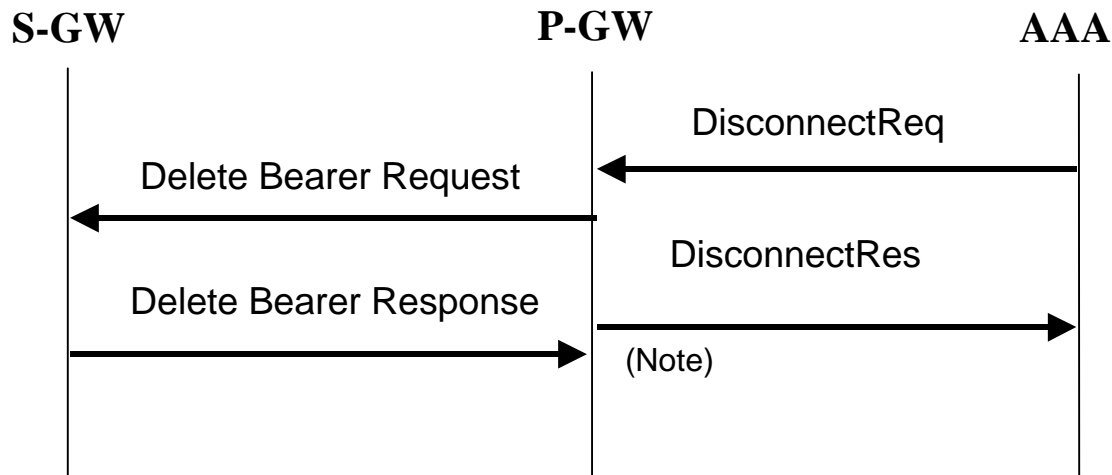 S-GW
P-GW
AAA
DisconnectReq
Delete Bearer Request
DisconnectRes
Delete Bearer Response
(Note)